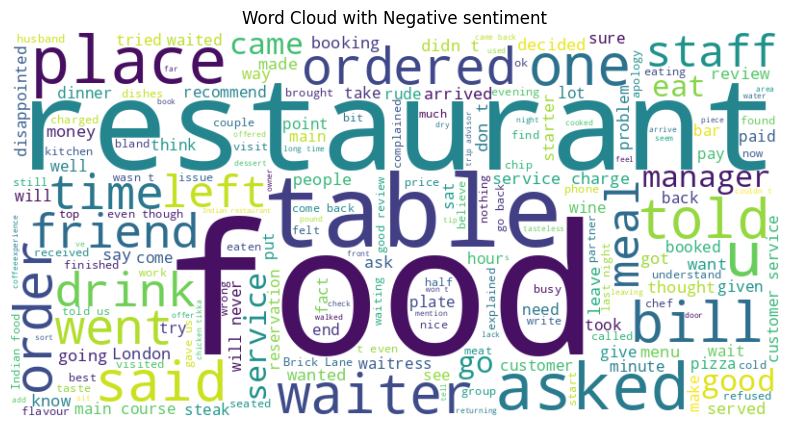 Word Cloud with Negative sentiment
husband tried waited came booking didn t decided sure staff
place way made ordered one eat review
disappointed dinner recommend couple brought take rude arrived starter lot problem bar found
restaurant
charged money kitchen bland think visit point main bit complained much dry don t find chip pay paid now
well wasn t issue offered dessert long time trip advisor night cooked piece feel arrive seem area water
far book used came back ok evening eating apology
still will time left people price sat nothing service charge manager
top even though Indian restaurant owner come back believe go back phone back
friend table good review wine meal told u
order say come eaten felt pound put tip tasteless partner booked want got understand
received finished drink work told us fact ask front hour s explained leave last night thought given
coffee experience Indian food sort went try offer gave us chicken tikka wrong will never service reservation
end check walked half won t mention plate nice waiting busy need write took chef door leaving bill customer service
going London t even lack called
said visited Brick Lane waitress see meat go customer give menu wait
best taste wanted group tell minute pizza cold
know add flavour main course steak seated alt waiter returning asked start make good refused served